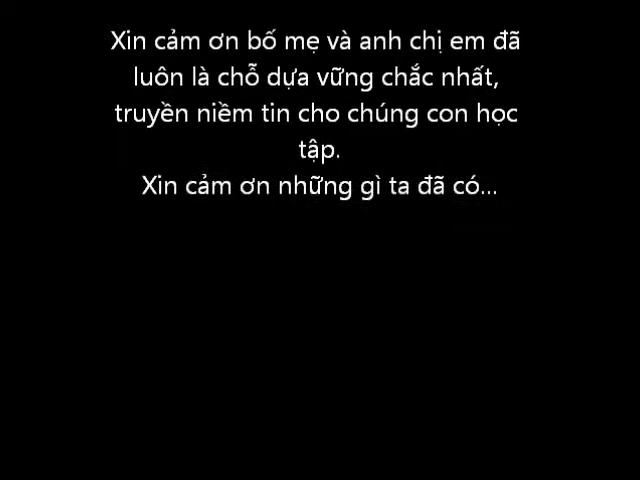 Xin cảm ơn bố mẹ và anh chị em đã
luôn là chỗ dựa vững chắc nhất,
truyền niềm tin cho chúng con học
tập.
Xin cảm ơn những gì ta đã có...